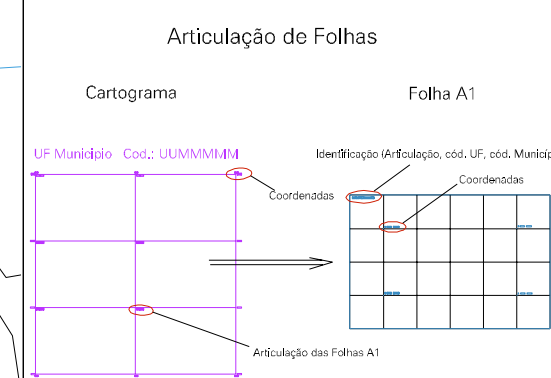 Articulação de Folhas
Cartograma
Folha A1
UF Municipio Cod.: UUMMMMM
Identificação (Articulação, cód. UF, cód. Municíp
Coordenadas
Coordenadas
Articulação das Folhas A1